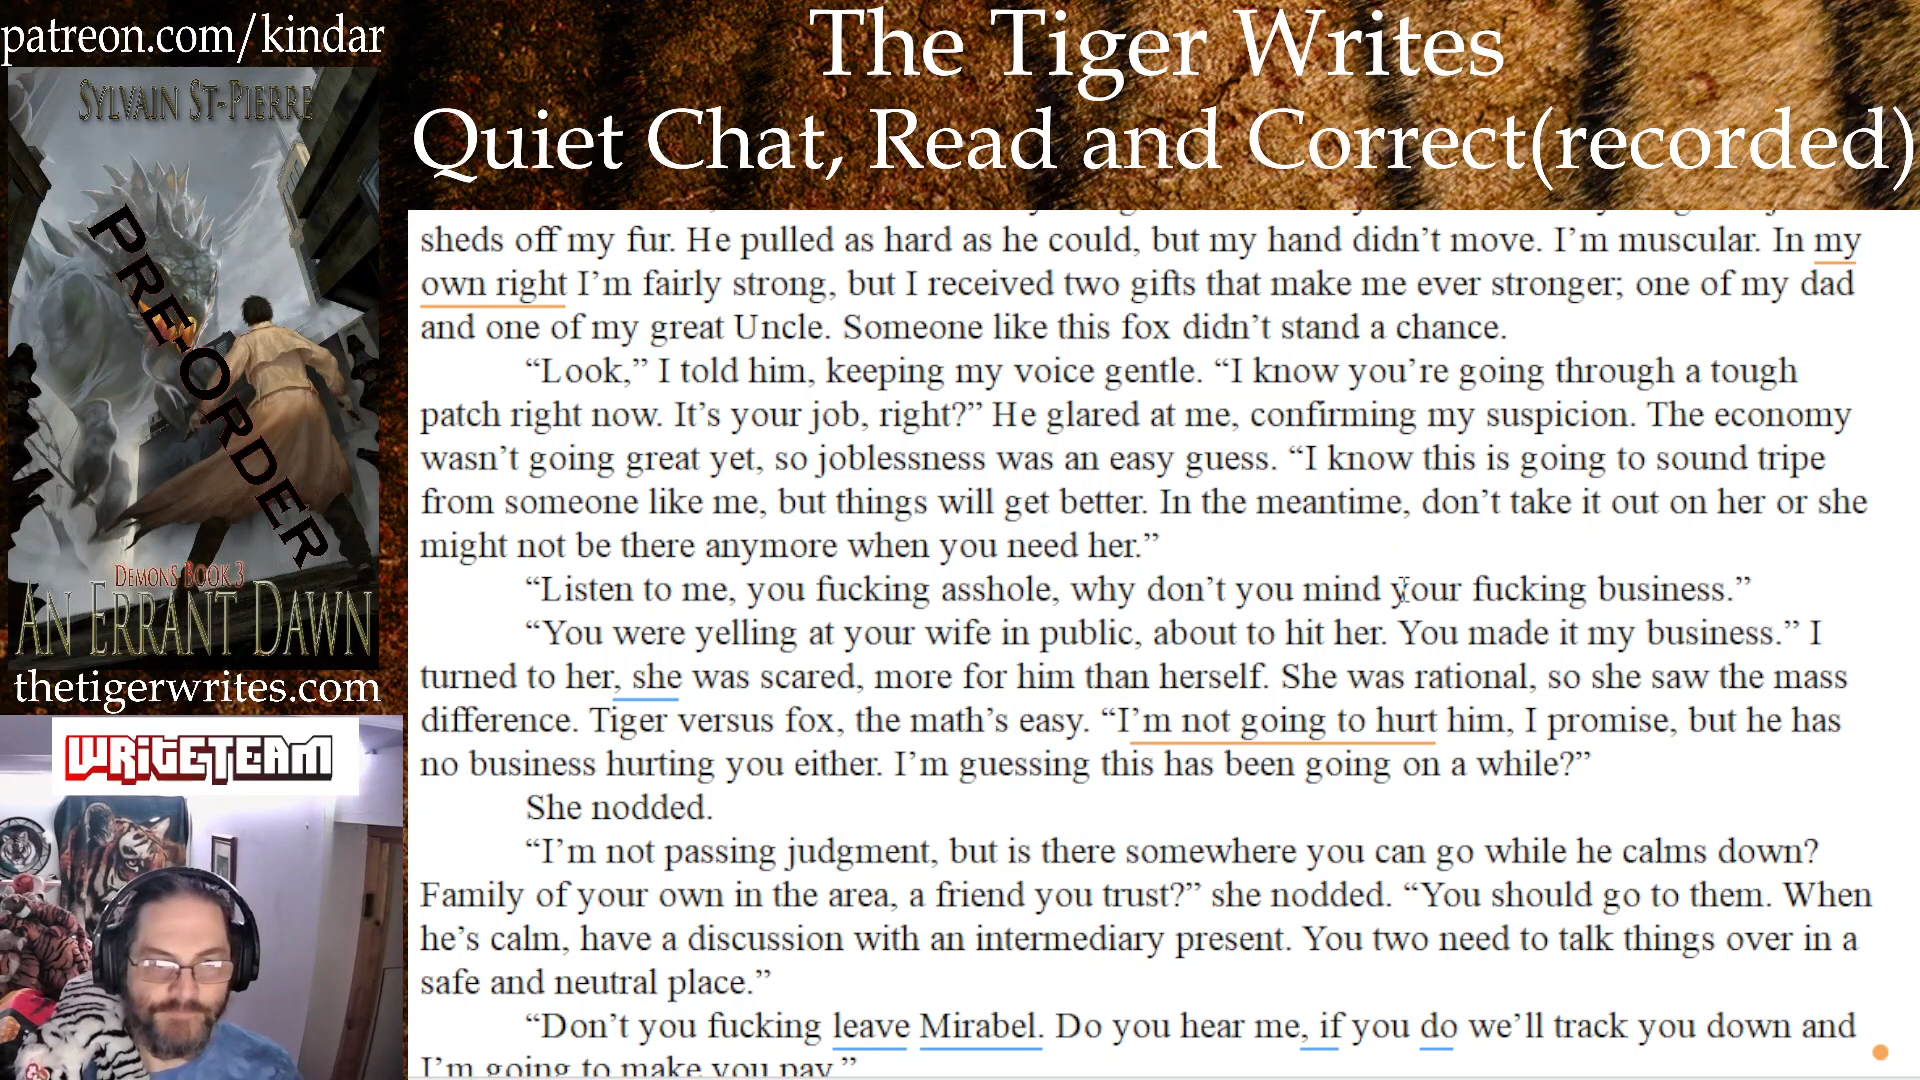 patreon.com/kindar
The Tiger Writes
Quiet Chat, Read and Correct(recorded)
SYLVAIN ST-PIERRE
PRE-ORDER
DEMONS BOOK 3
AN ERRANT DAWN
thetigerwrites.com
WRiTETEAM
sheds off my fur. He pulled as hard as he could, but my hand didn’t move. I’m muscular. In my
own right I’m fairly strong, but I received two gifts that make me ever stronger; one of my dad
and one of my great Uncle. Someone like this fox didn’t stand a chance.
“Look,” I told him, keeping my voice gentle. “I know you’re going through a tough
patch right now. It’s your job, right?” He glared at me, confirming my suspicion. The economy
wasn’t going great yet, so joblessness was an easy guess. “I know this is going to sound tripe
from someone like me, but things will get better. In the meantime, don’t take it out on her or she
might not be there anymore when you need her.”
“Listen to me, you fucking asshole, why don’t you mind your fucking business.”
“You were yelling at your wife in public, about to hit her. You made it my business.” I
turned to her, she was scared, more for him than herself. She was rational, so she saw the mass
difference. Tiger versus fox, the math’s easy. “I’m not going to hurt him, I promise, but he has
no business hurting you either. I’m guessing this has been going on a while?”
She nodded.
“I’m not passing judgment, but is there somewhere you can go while he calms down?
Family of your own in the area, a friend you trust?” she nodded. “You should go to them. When
he’s calm, have a discussion with an intermediary present. You two need to talk things over in a
safe and neutral place.”
“Don’t you fucking leave Mirabel. Do you hear me, if you do we’ll track you down and
I’m going to make you pay.”